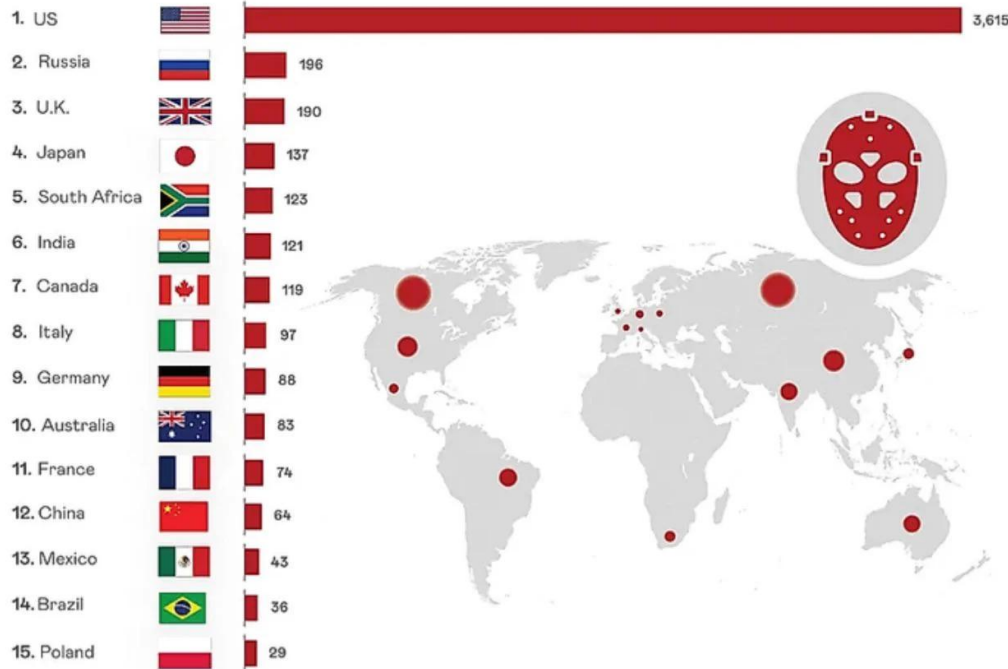 1. US 3,615
2. Russia 196
3. U.K. 190
4. Japan 137
5. South Africa 123
6. India 121
7. Canada 119
8. Italy 97
9. Germany 88
10. Australia 83
11. France 74
12. China 64
13. Mexico 43
14. Brazil 36
15. Poland 29